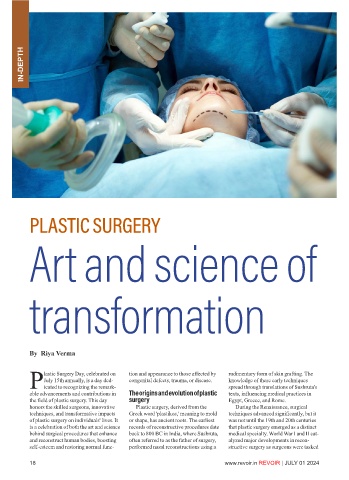 IN-DEPTH
PLASTIC SURGERY
Art and science of
transformation
By Riya Verma
Plastic Surgery Day, celebrated on
July 15th annually, is a day dedi-
cated to recognizing the remark-
able advancements and contributions in
the field of plastic surgery. This day
honors the skilled surgeons, innovative
techniques, and transformative impacts
of plastic surgery on individuals' lives. It
is a celebration of both the art and science
behind surgical procedures that enhance
and reconstruct human bodies, boosting
self-esteem and restoring normal func-
tion and appearance to those affected by
congenital defects, trauma, or disease.
The origins and evolution of plastic
surgery
Plastic surgery, derived from the
Greek word 'plastikos,' meaning to mold
or shape, has ancient roots. The earliest
records of reconstructive procedures date
back to 800 BC in India, where Sushruta,
often referred to as the father of surgery,
performed nasal reconstructions using a
rudimentary form of skin grafting. The
knowledge of these early techniques
spread through translations of Sushruta's
texts, influencing medical practices in
Egypt, Greece, and Rome.
During the Renaissance, surgical
techniques advanced significantly, but it
was not until the 19th and 20th centuries
that plastic surgery emerged as a distinct
medical specialty. World War I and II cat-
alyzed major developments in recon-
structive surgery as surgeons were tasked
16
www.revoir.in REVOIR | JULY 01 2024